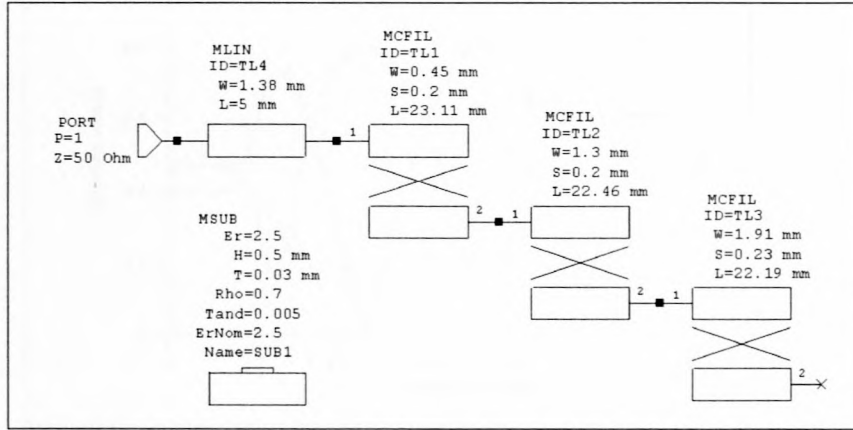 MLIN
ID=TL4
W=1.38 mm
L=5 mm
MCFIL
ID=TL1
W=0.45 mm
S=0.2 mm
L=23.11 mm
PORT
P=1
Z=50 Ohm
1
2
MCFIL
ID=TL2
W=1.3 mm
S=0.2 mm
L=22.46 mm
1
2
MCFIL
ID=TL3
W=1.91 mm
S=0.23 mm
L=22.19 mm
1
2
MSUB
Er=2.5
H=0.5 mm
T=0.03 mm
Rho=0.7
Tand=0.005
ErNom=2.5
Name=SUB1